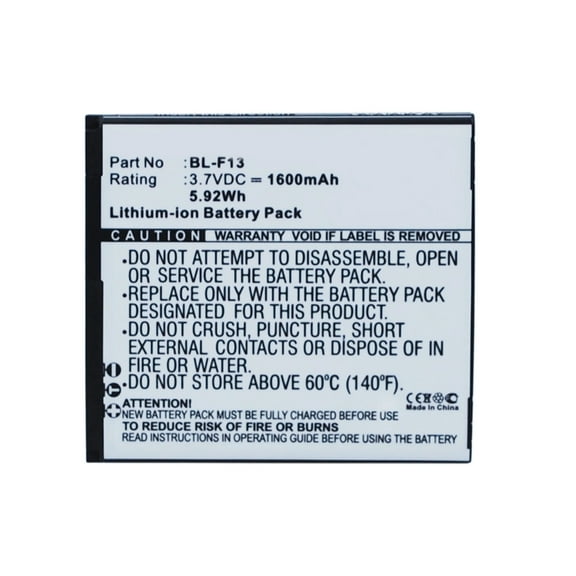 Part No :BL-F13
Rating :3.7VDC ⎓ 1600mAh
5.92Wh
Lithium-ion Battery Pack
CAUTION WARRANTY VOID IF LABEL IS REMOVED
•DO NOT ATTEMPT TO DISASSEMBLE, OPEN
OR SERVICE THE BATTERY PACK.
•REPLACE ONLY WITH THE BATTERY PACK
DESIGNATED FOR THIS PRODUCT.
•DO NOT CRUSH, PUNCTURE, SHORT
EXTERNAL CONTACTS OR DISPOSE OF IN
FIRE OR WATER.
•DO NOT STORE ABOVE 60°C (140°F).
ATTENTION!
NEW BATTERY PACK MUST BE FULLY CHARGED BEFORE USE
TO REDUCE RISK OF FIRE OR BURNS
SEE INSTRUCTIONS IN OPERATING GUIDE BEFORE USING THE BATTERY
CE
Made In China